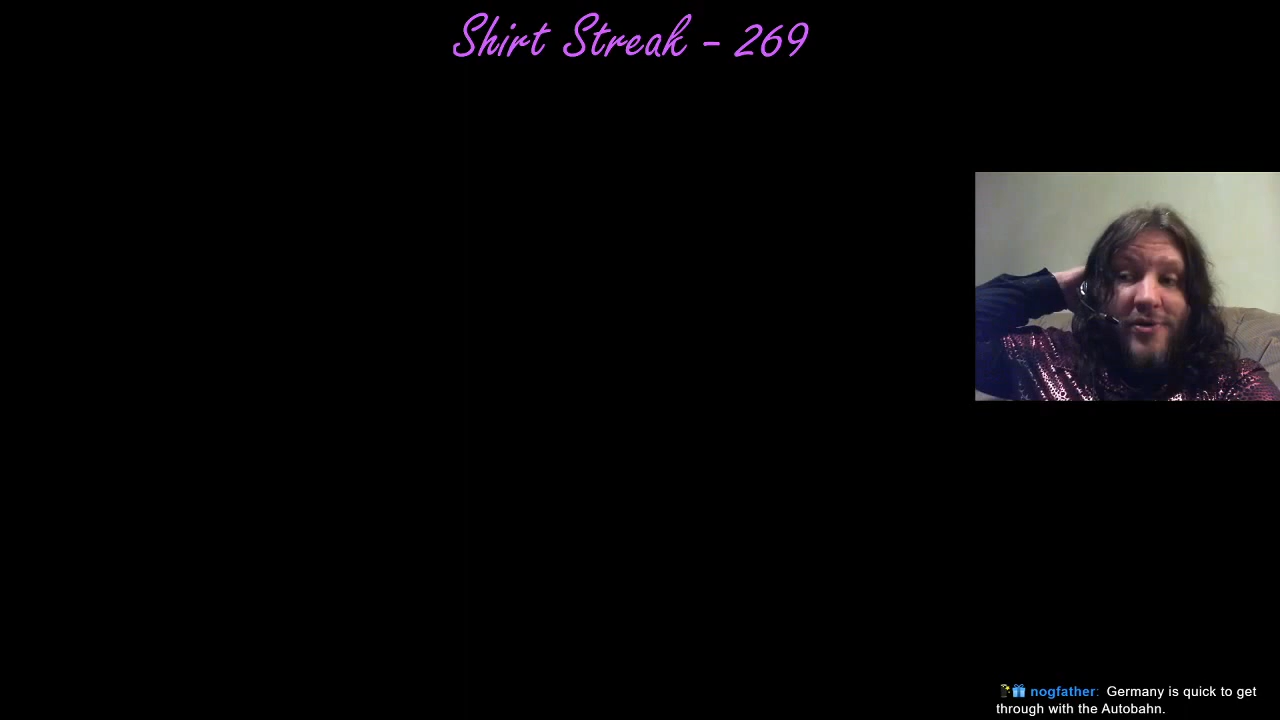 Shirt Streak - 269
nogfather: Germany is quick to get
through with the Autobahn.